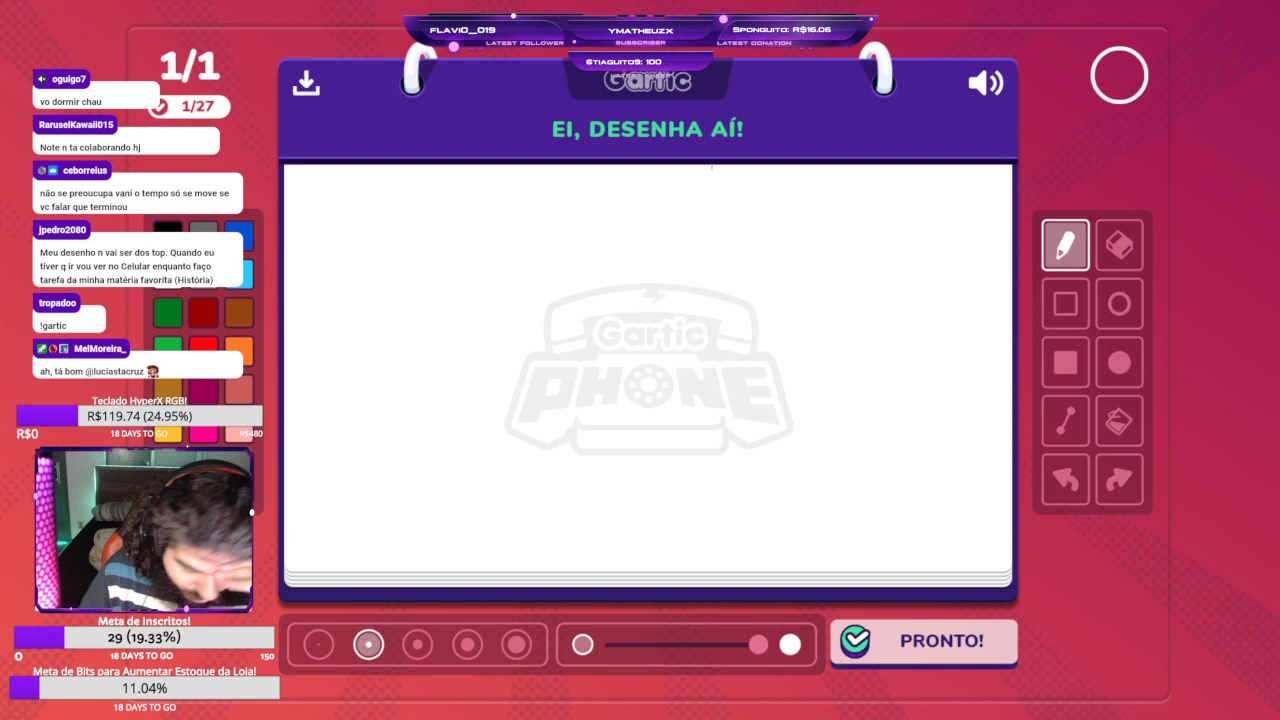 FLAVIO_019
LATEST FOLLOWER
YMATHEUZX
SUBSCRIBER
SPONGUITO: R$16.06
LATEST DONATION
6TIAGUITO9: 100
Gartic
EI, DESENHA AÍ!
1/1
1/27
oguigo7
vo dormir chau
RaruselKawaii015
Note n ta colaborando hj
ceborreius
não se preoucupa vani o tempo só se move se
vc falar que terminou
jpedro2080
Meu desenho n vai ser dos top. Quando eu
tiver q ir vou ver no Celular enquanto faço
tarefa da minha matéria favorita (História)
tropadoo
!gartic
MelMoreira_
ah, tá bom @luciastacruz
Teclado HyperX RGB!
R$119.74 (24.95%)
R$0
18 DAYS TO GO
R$480
Gartic
PHONE
Meta de Inscritos!
29 (19.33%)
0
18 DAYS TO GO
150
Meta de Bits para Aumentar Estoque da Loja!
11.04%
18 DAYS TO GO
PRONTO!